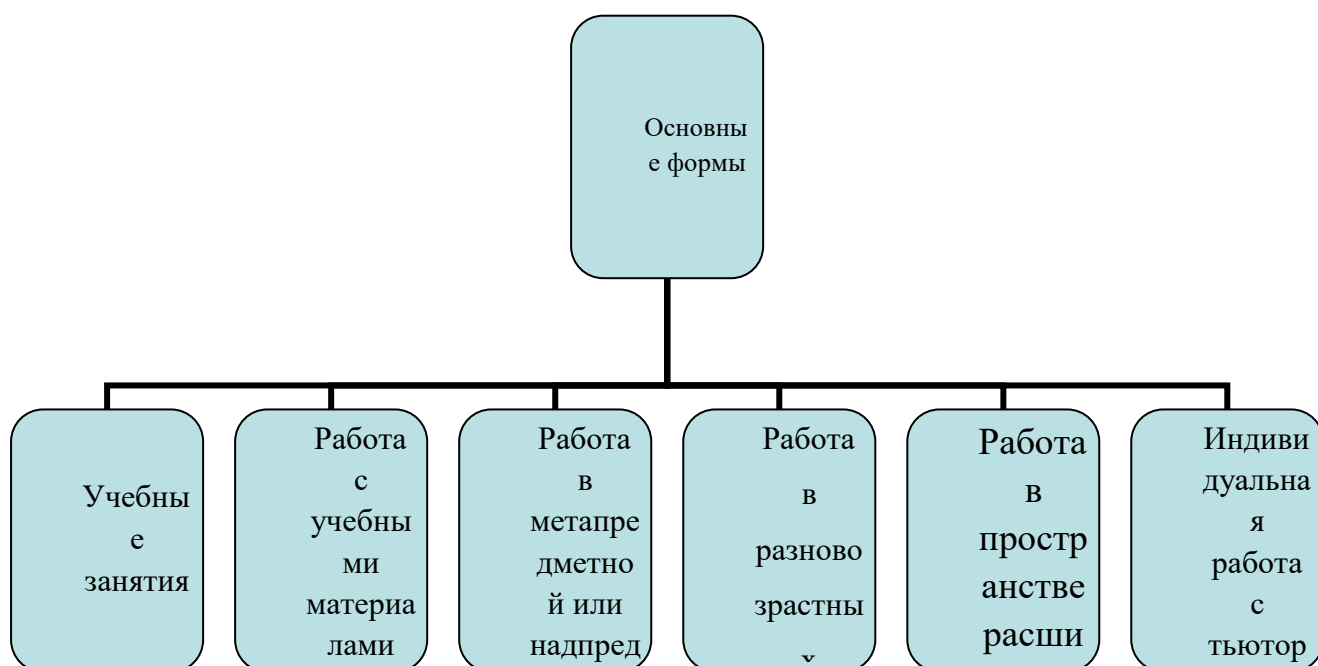 Основны
е формы
Учебны
е
занятия
Работа
с
учебны
ми
материа
лами
Работа
в
метапре
дметно
й или
надпред
Работа
в
разново
зрастны
х
Работа
в
простр
анстве
расши
Индиви
дуальна
я
работа
с
тьютор